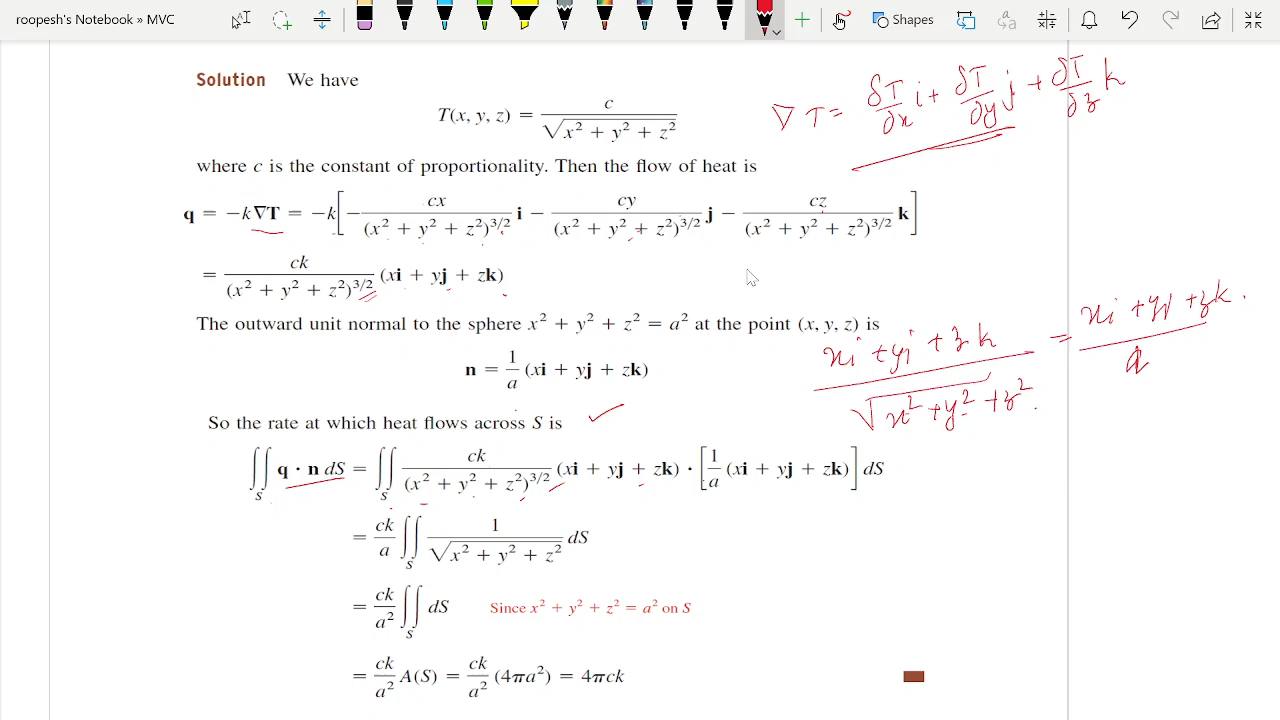 roopesh's Notebook » MVC
Shapes
Solution We have
T(x, y, z) = c / √(x² + y² + z²)
∇T = δT/∂x i + δT/∂y j + δT/∂z k
where c is the constant of proportionality. Then the flow of heat is
q = −k∇T = −k[−cx / (x² + y² + z²)^3/2 i − cy / (x² + y² + z²)^3/2 j − cz / (x² + y² + z²)^3/2 k]
= ck / (x² + y² + z²)^3/2 (xi + yj + zk)
The outward unit normal to the sphere x² + y² + z² = a² at the point (x, y, z) is
n = 1/a (xi + yj + zk)
xi + yj + zk / √x² + y² + z². = xi + yj + zk. / a
So the rate at which heat flows across S is
∬_S q · n dS = ∬_S ck / (x² + y² + z²)^3/2 (xi + yj + zk) · [1/a (xi + yj + zk)] dS
= ck/a ∬_S 1 / √(x² + y² + z²) dS
= ck/a² ∬_S dS Since x² + y² + z² = a² on S
= ck/a² A(S) = ck/a² (4πa²) = 4πck